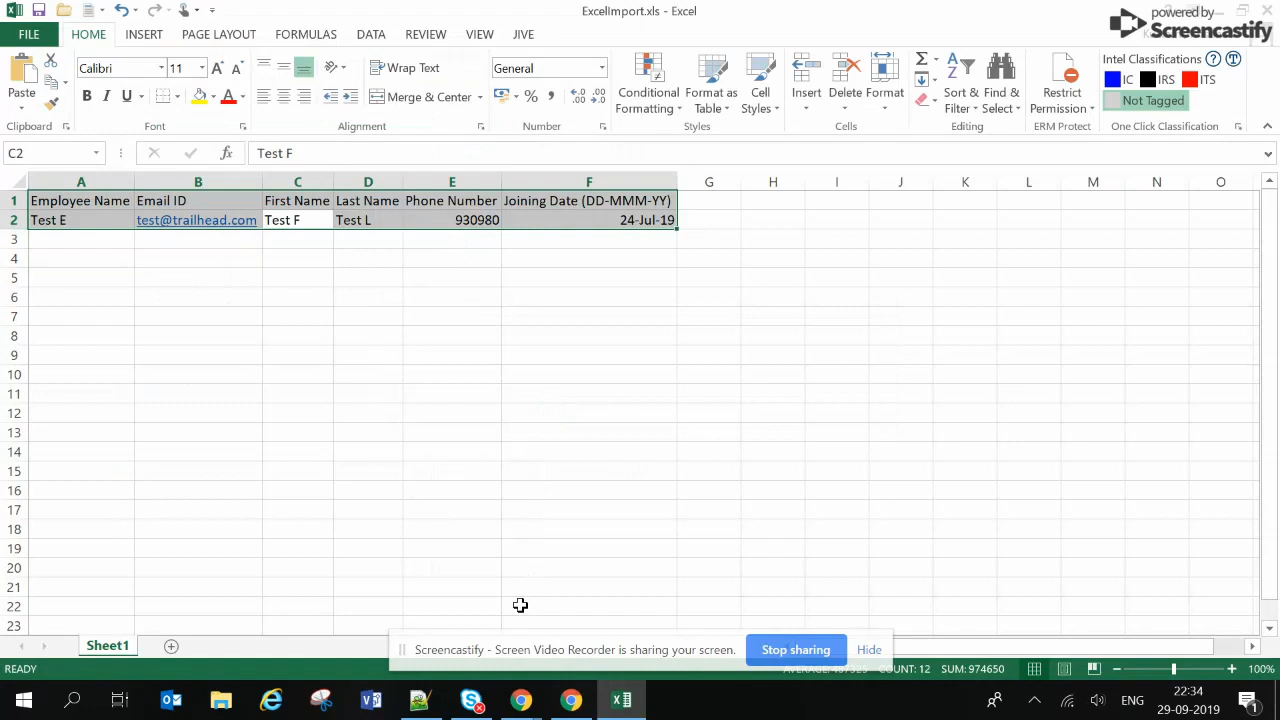 ExcelImport.xls - Excel
powered by
Screencastify
FILE HOME INSERT PAGE LAYOUT FORMULAS DATA REVIEW VIEW JIVE
Calibri 11 Wrap Text General
Paste B I U Merge & Center % , Conditional Formatting Format as Table Cell Styles Insert Delete Format Sort & Filter Find & Select Restrict Permission
Intel Classifications
IC IRS ITS
Not Tagged
Clipboard Font Alignment Number Styles Cells Editing ERM Protect One Click Classification
C2 fx Test F
A B C D E F G H I J K L M N O
1 Employee Name Email ID First Name Last Name Phone Number Joining Date (DD-MMM-YY)
2 Test E test@trailhead.com Test F Test L 930980 24-Jul-19
3
4
5
6
7
8
9
10
11
12
13
14
15
16
17
18
19
20
21
22
23
Sheet1
Screencastify - Screen Video Recorder is sharing your screen. Stop sharing Hide
READY COUNT: 12 SUM: 974650 100%
ENG 22:34
29-09-2019
1